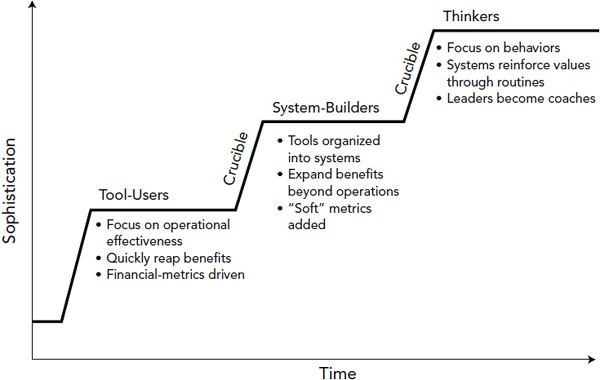 Thinkers
• Focus on behaviors
• Systems reinforce values
through routines
• Leaders become coaches
Crucible
System-Builders
• Tools organized
into systems
• Expand benefits
beyond operations
• “Soft” metrics
added
Crucible
Tool-Users
• Focus on operational
effectiveness
• Quickly reap benefits
• Financial-metrics driven
Sophistication
Time